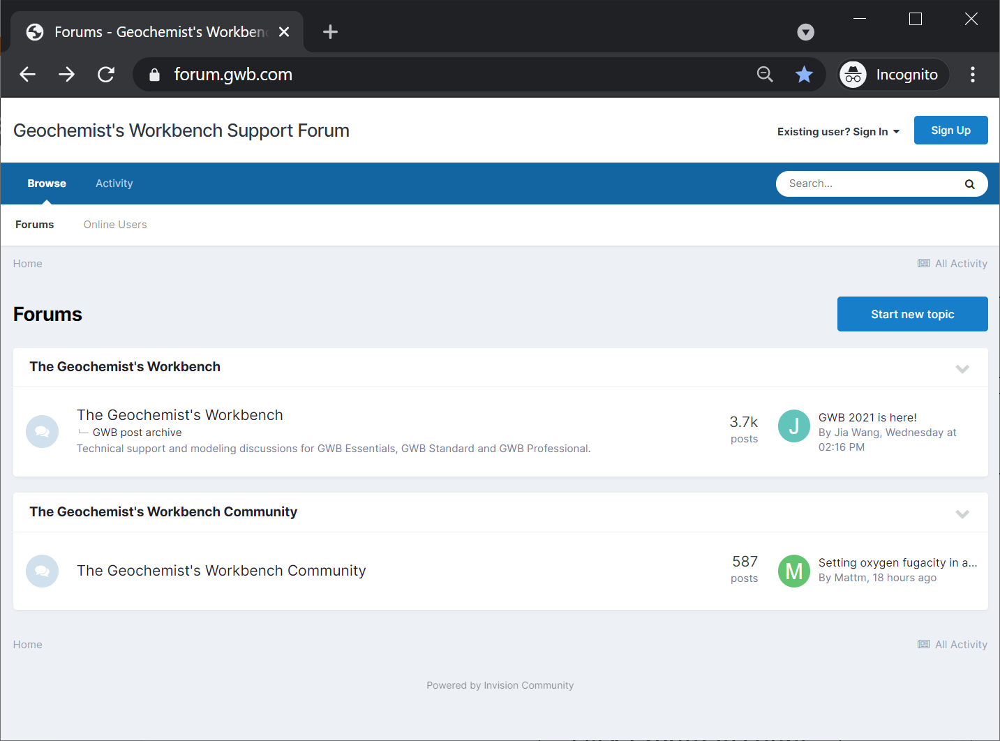 Forums - Geochemist's Workben
forum.gwb.com
Incognito
Geochemist's Workbench Support Forum
Existing user? Sign In
Sign Up
Browse
Activity
Search...
Forums
Online Users
Home
All Activity
Forums
Start new topic
The Geochemist's Workbench
The Geochemist's Workbench
GWB post archive
Technical support and modeling discussions for GWB Essentials, GWB Standard and GWB Professional.
3.7k
posts
J
GWB 2021 is here!
By Jia Wang, Wednesday at
02:16 PM
The Geochemist's Workbench Community
The Geochemist's Workbench Community
587
posts
M
Setting oxygen fugacity in a...
By Mattm, 18 hours ago
Home
All Activity
Powered by Invision Community